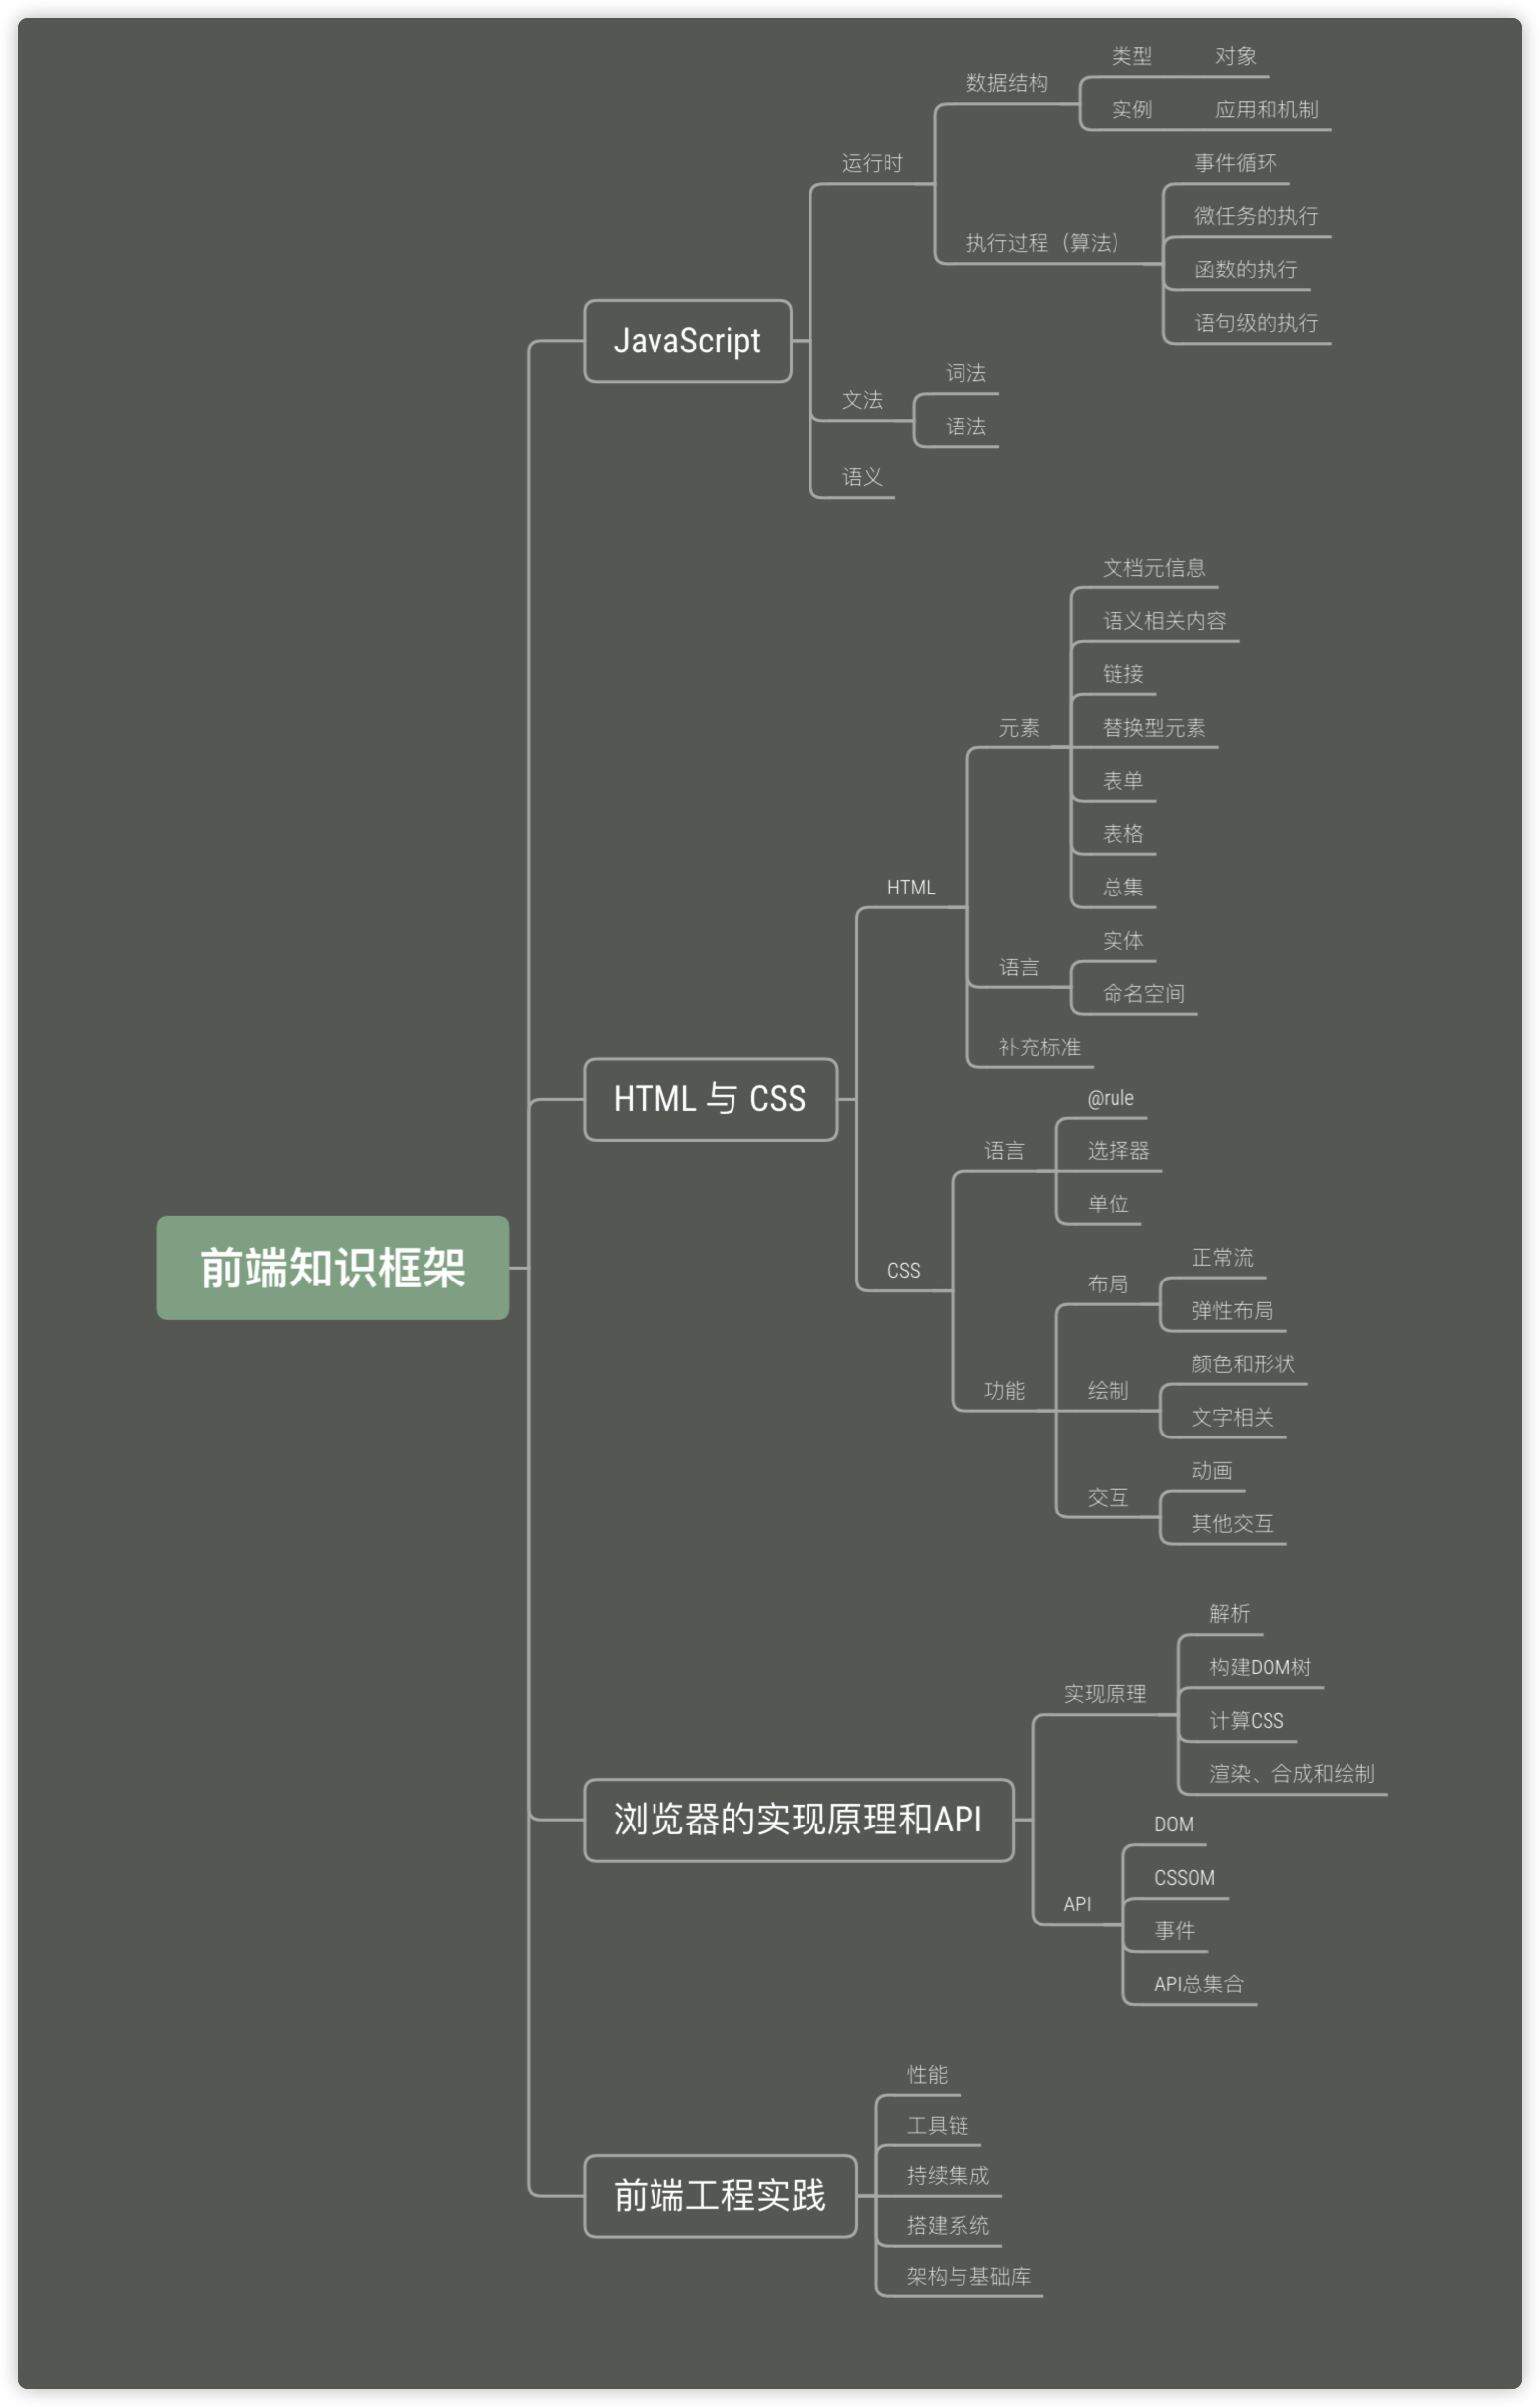 前端知识框架
JavaScript
运行时
数据结构
类型
对象
实例
应用和机制
执行过程（算法）
事件循环
微任务的执行
函数的执行
语句级的执行
文法
词法
语法
语义
HTML 与 CSS
HTML
元素
文档元信息
语义相关内容
链接
替换型元素
表单
表格
总集
语言
实体
命名空间
补充标准
CSS
语言
@rule
选择器
单位
功能
布局
正常流
弹性布局
绘制
颜色和形状
文字相关
交互
动画
其他交互
浏览器的实现原理和API
实现原理
解析
构建DOM树
计算CSS
渲染、合成和绘制
API
DOM
CSSOM
事件
API总集合
前端工程实践
性能
工具链
持续集成
搭建系统
架构与基础库